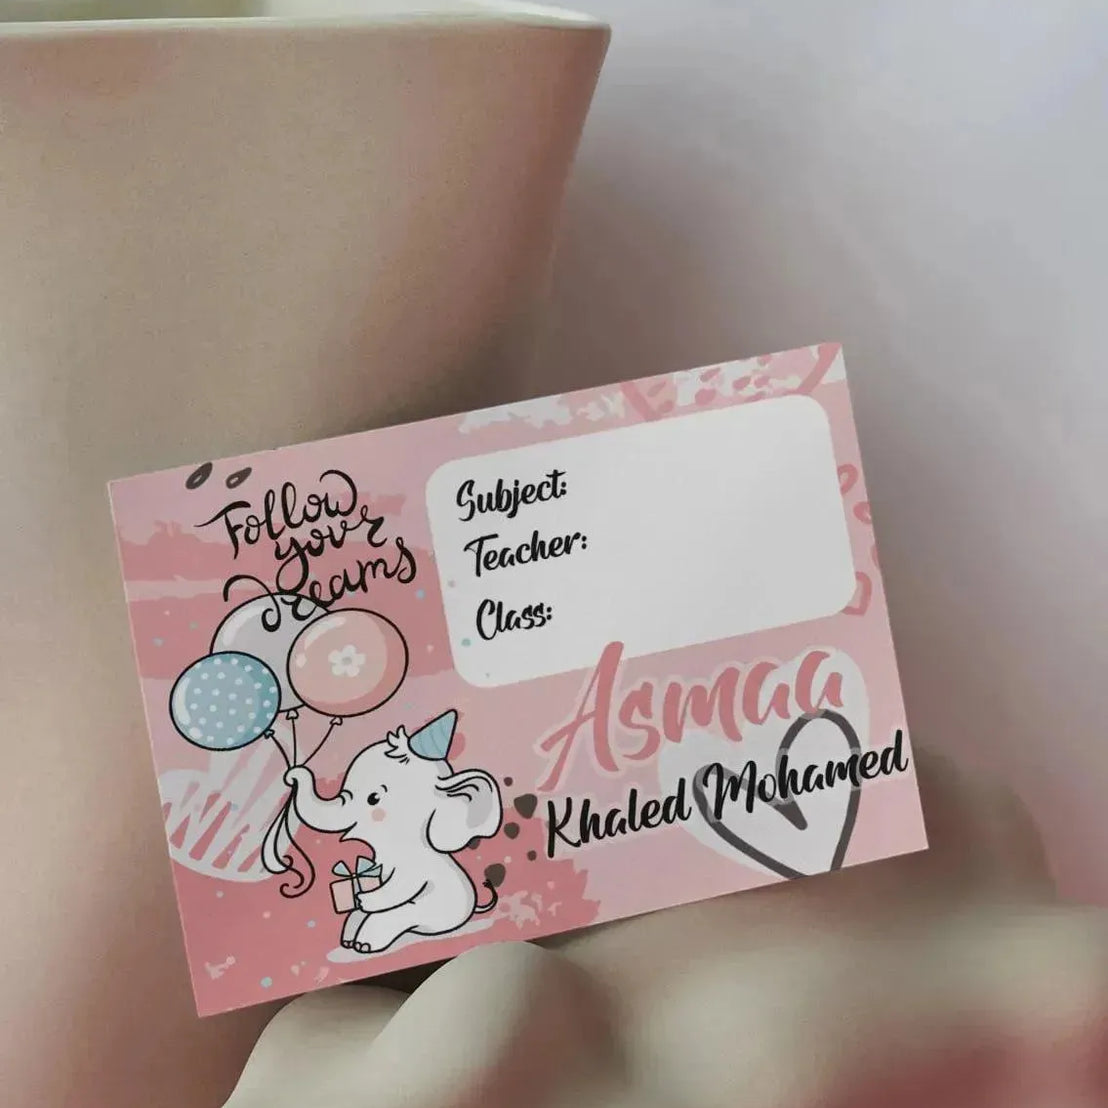 Follow
your
dreams
Subject:
Teacher:
Class:
Asmaa
Khaled Mohamed